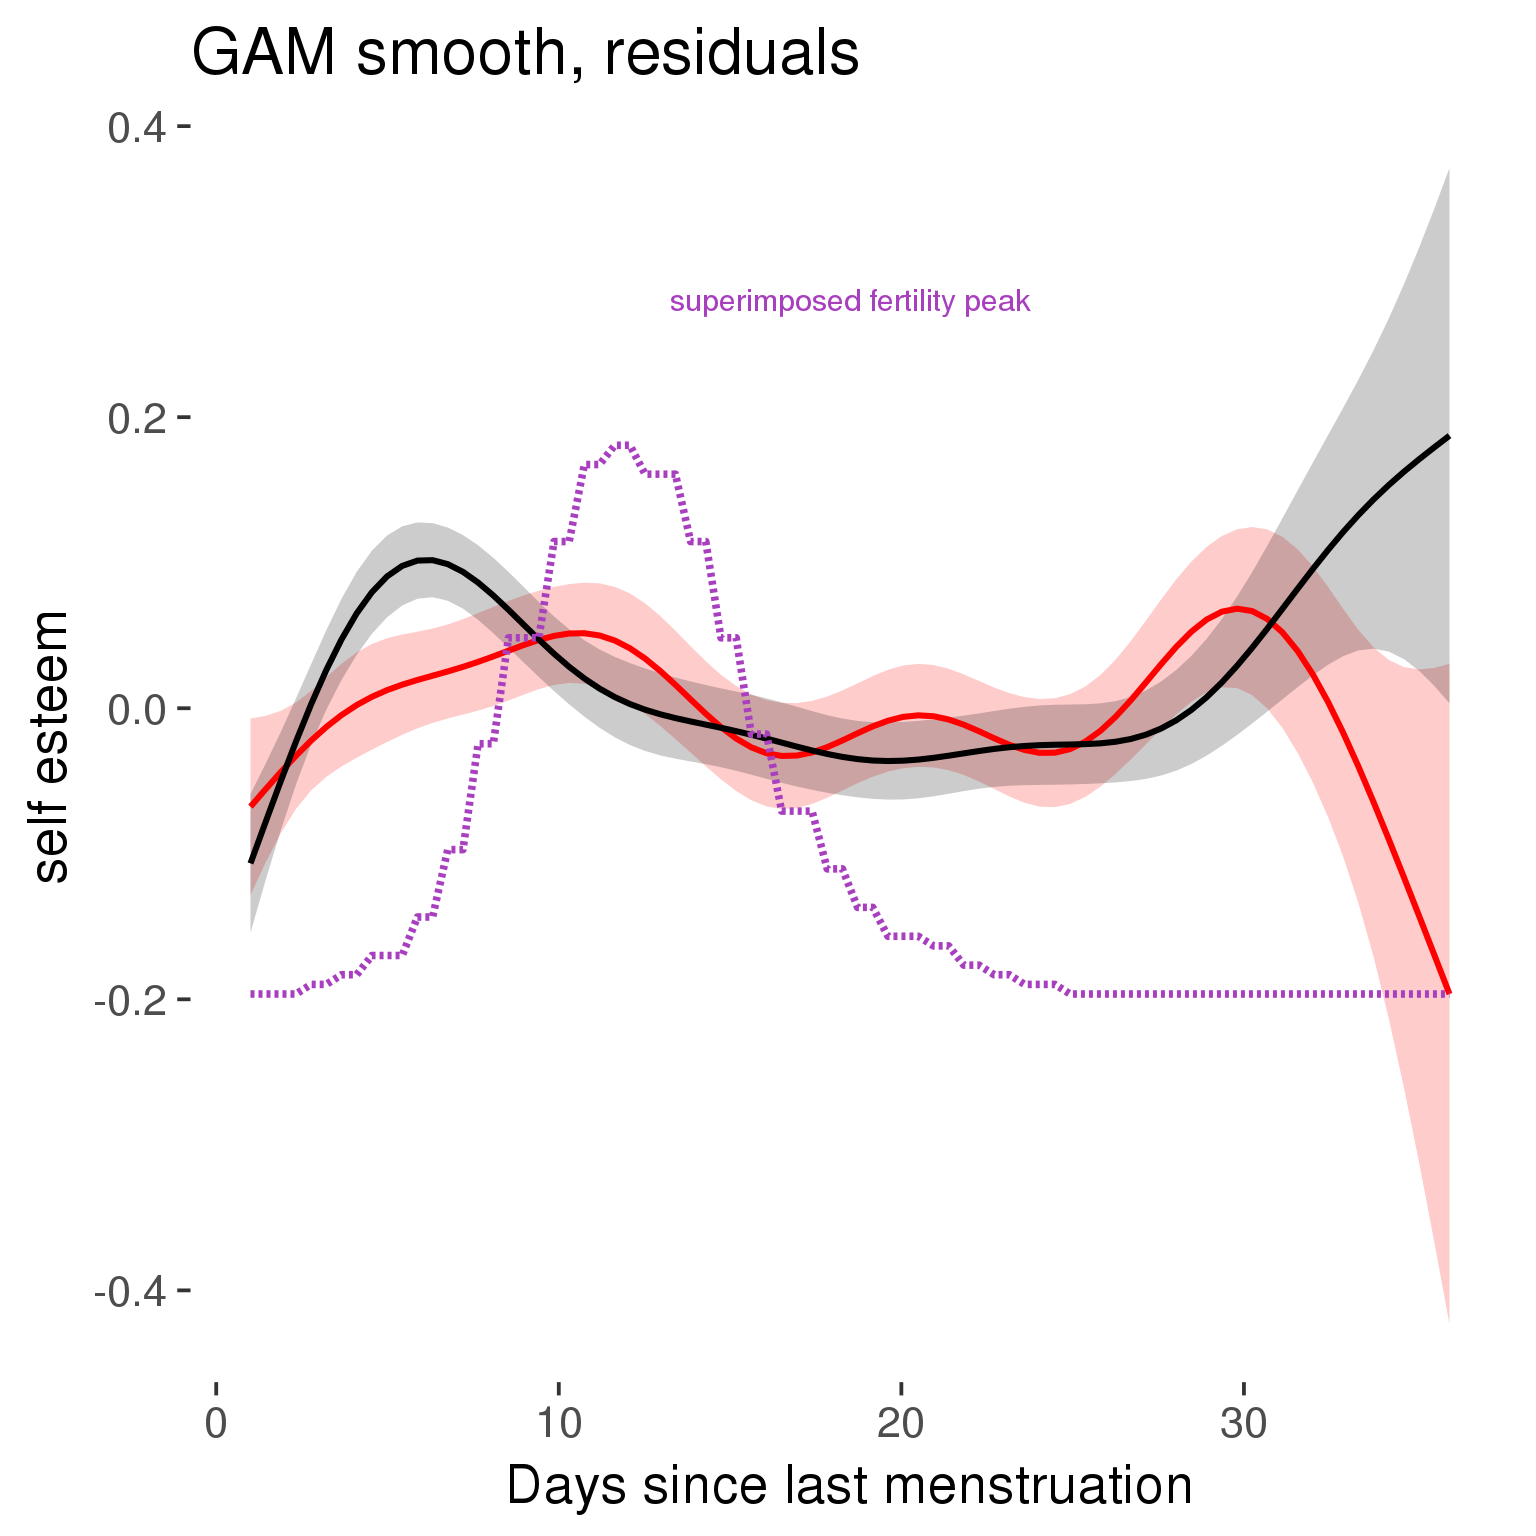 GAM smooth, residuals
0.4
superimposed fertility peak
0.2
0.0
-0.2
-0.4
self esteem
0 10 20 30
Days since last menstruation